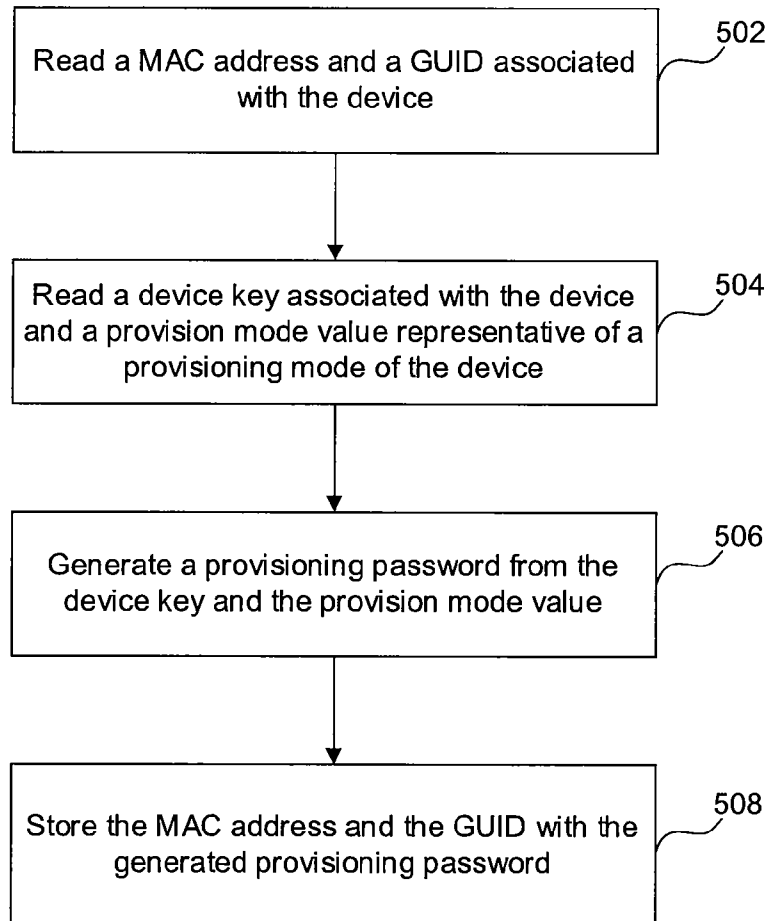 502
Read a MAC address and a GUID associated
with the device
504
Read a device key associated with the device
and a provision mode value representative of a
provisioning mode of the device
506
Generate a provisioning password from the
device key and the provision mode value
508
Store the MAC address and the GUID with the
generated provisioning password